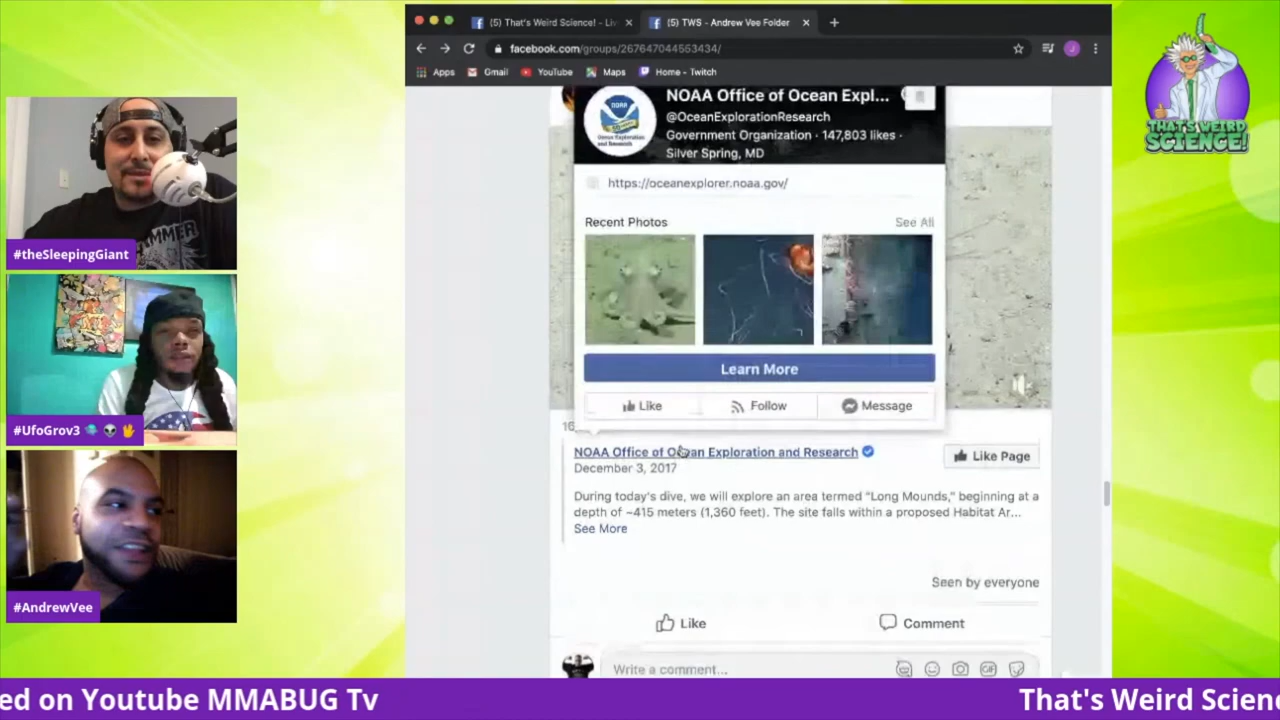 (5) That's Weird Science! - Liv
(5) TWS - Andrew Vee Folder
facebook.com/groups/267647044553434/
Apps
Gmail
YouTube
Maps
Home - Twitch
THAT'S WEIRD
SCIENCE!
#theSleepingGiant
#UfoGrov3 🛸 👽 🖖
#AndrewVee
NOAA Office of Ocean Expl...
@OceanExplorationResearch
Government Organization · 147,803 likes ·
Silver Spring, MD
https://oceanexplorer.noaa.gov/
Recent Photos
See All
Learn More
Like
Follow
Message
16
NOAA Office of Ocean Exploration and Research
December 3, 2017
Like Page
During today's dive, we will explore an area termed “Long Mounds,” beginning at a
depth of ~415 meters (1,360 feet). The site falls within a proposed Habitat Ar...
See More
Seen by everyone
Like
Comment
Write a comment...
GIF
ed on Youtube MMABUG Tv
That's Weird Scienc